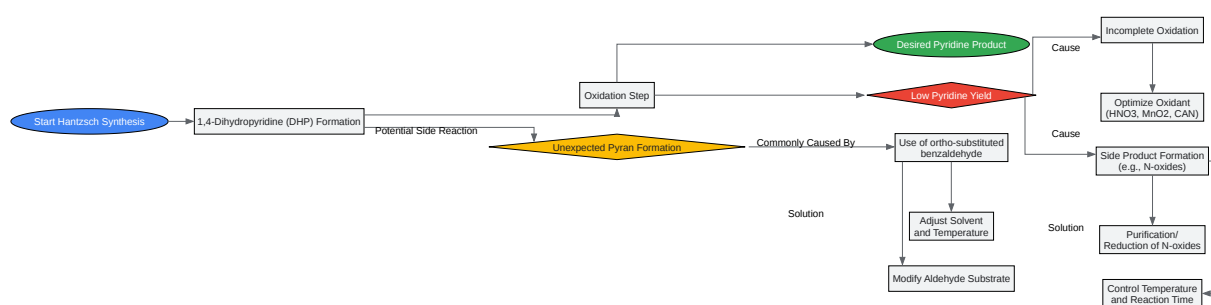 Start Hantzsch Synthesis
1,4-Dihydropyridine (DHP) Formation
Potential Side Reaction
Oxidation Step
Unexpected Pyran Formation
Desired Pyridine Product
Low Pyridine Yield
Commonly Caused By
Use of ortho-substituted
benzaldehyde
Solution
Adjust Solvent
and Temperature
Modify Aldehyde Substrate
Cause
Incomplete Oxidation
Optimize Oxidant
(HNO3, MnO2, CAN)
Cause
Side Product Formation
(e.g., N-oxides)
Solution
Purification/
Reduction of N-oxides
Control Temperature
and Reaction Time